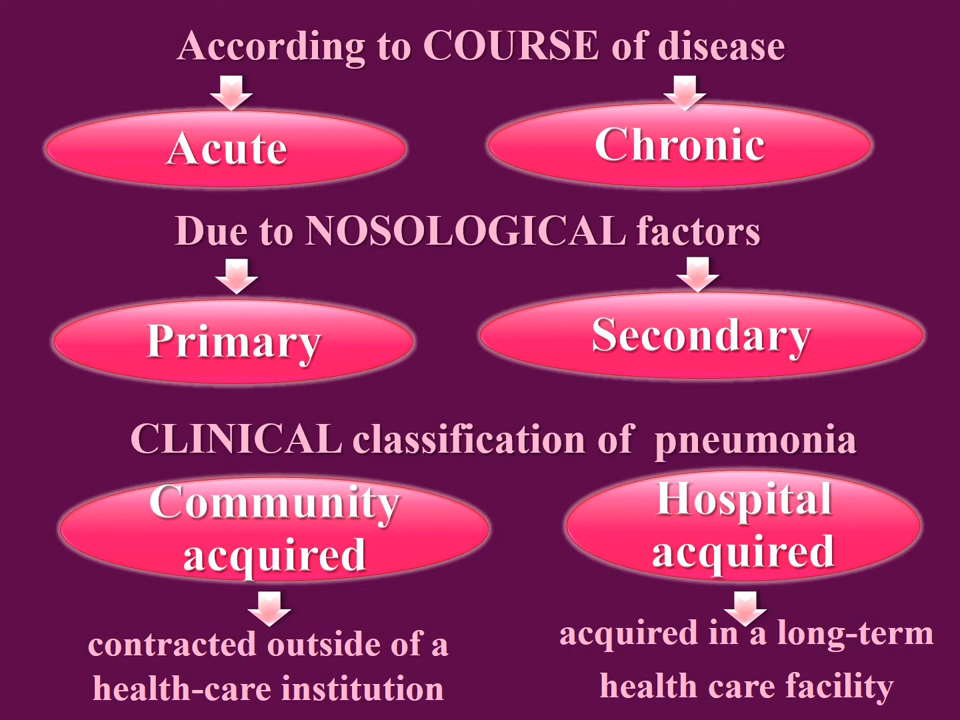 According to COURSE of disease
Acute
Chronic
Due to NOSOLOGICAL factors
Primary
Secondary
CLINICAL classification of pneumonia
Community
acquired
Hospital
acquired
contracted outside of a
health-care institution
acquired in a long-term
health care facility